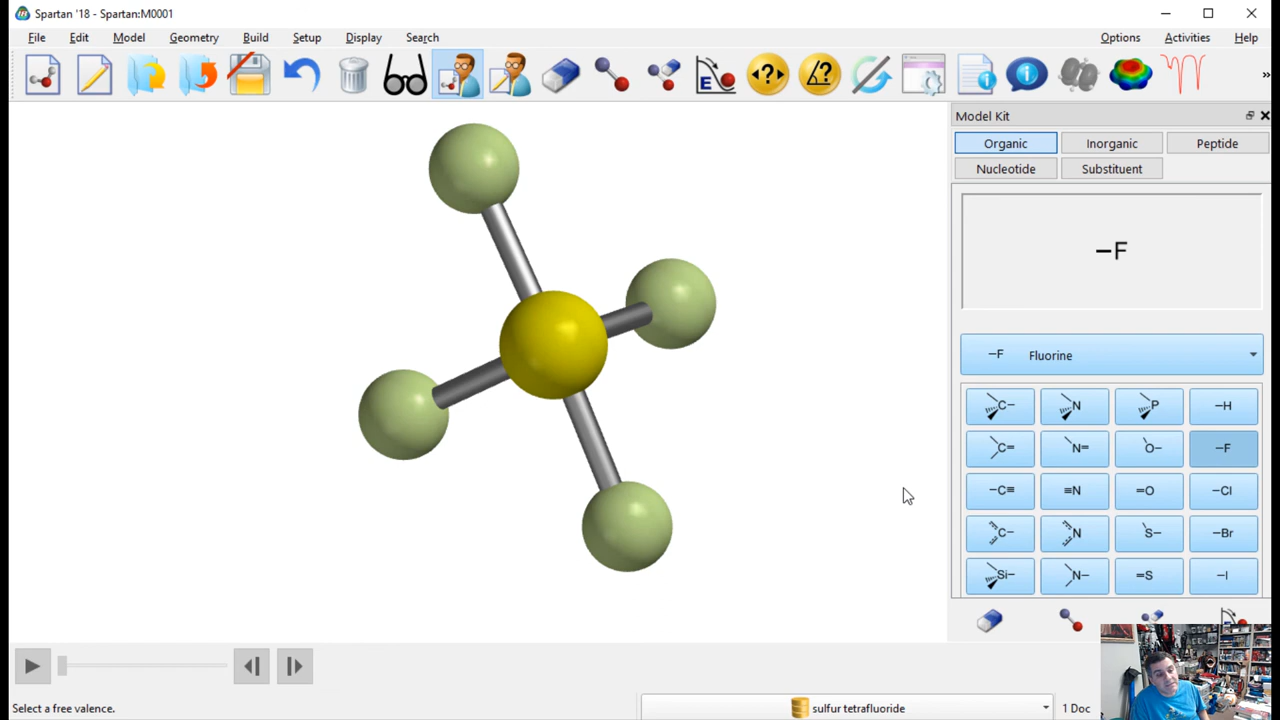 Spartan '18 - Spartan:M0001
File Edit Model Geometry Build Setup Display Search Options Activities Help
Model Kit
Organic Inorganic Peptide
Nucleotide Substituent
–F
–F Fluorine
C– N P –H
C= N= O– –F
–C≡ ≡N =O –Cl
C– N S– –Br
Si– N– =S –I
Select a free valence.
sulfur tetrafluoride
1 Doc